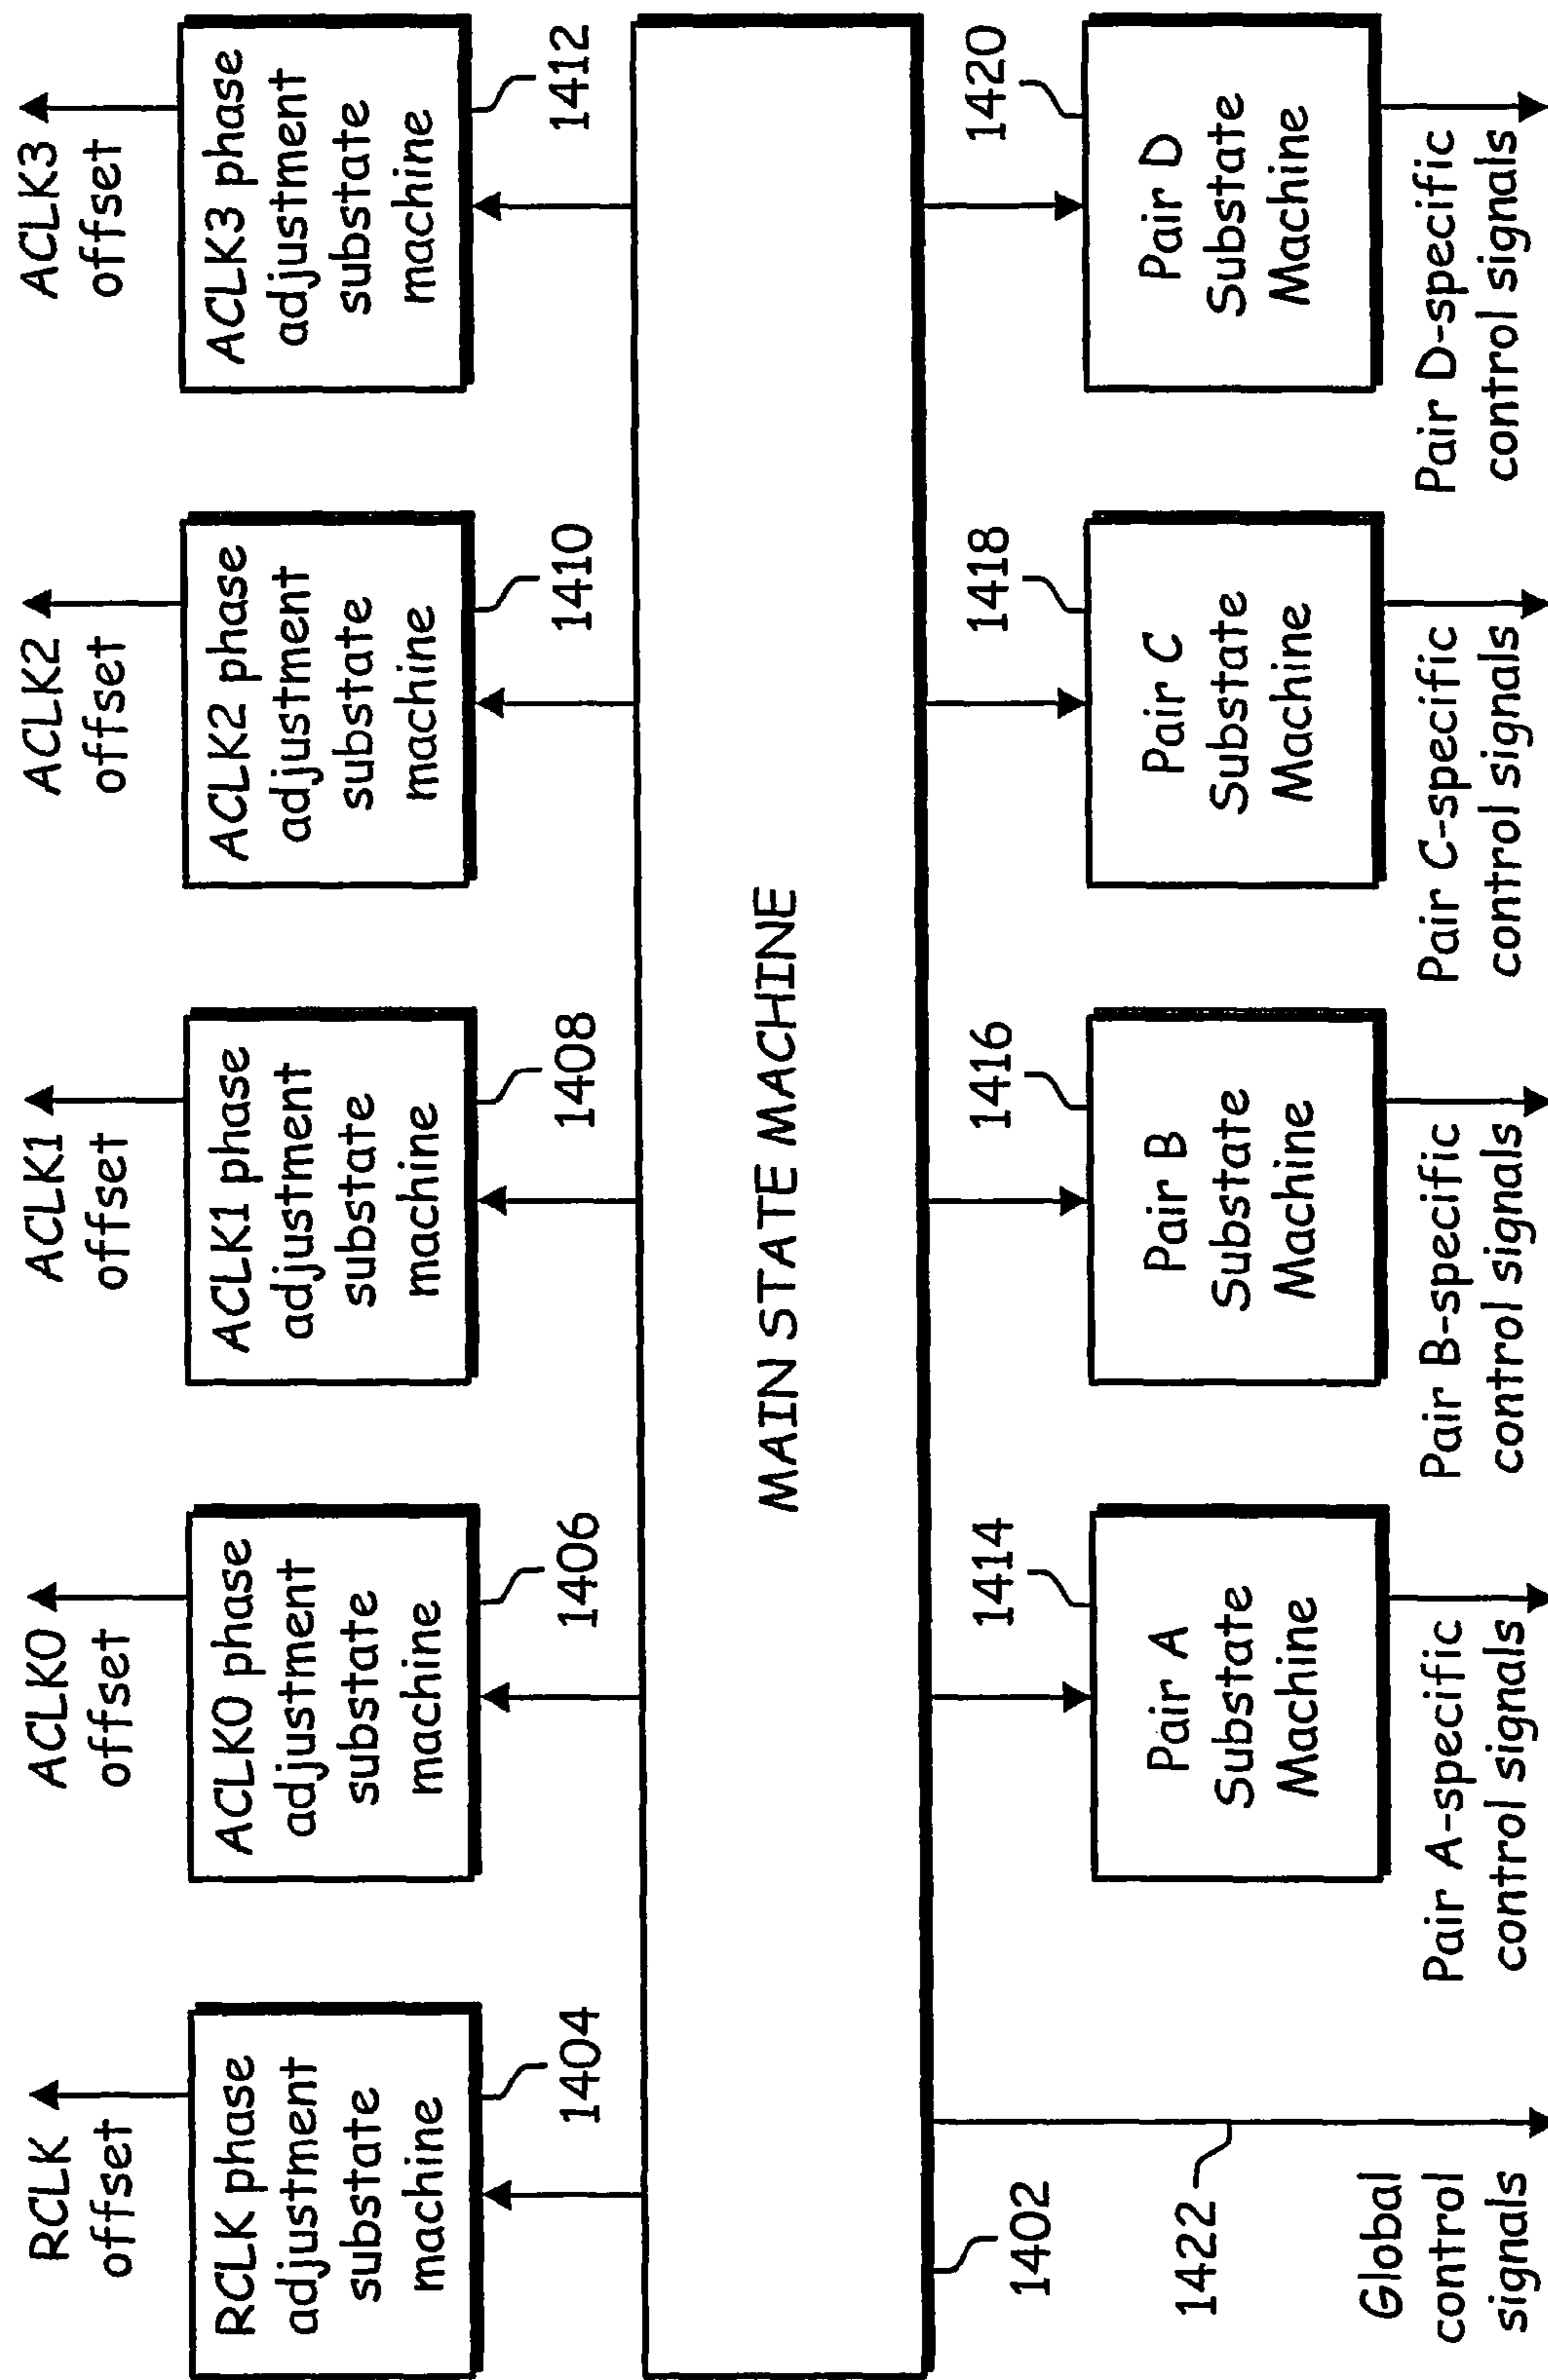 RCLK
offset
ACLK0
offset
ACLK1
offset
ACLK2
offset
ACLK3
offset
RCLK phase
adjustment
substate
machine
ACLK0 phase
adjustment
substate
machine
ACLK1 phase
adjustment
substate
machine
ACLK2 phase
adjustment
substate
machine
ACLK3 phase
adjustment
substate
machine
1404
1406
1408
1410
1412
MAIN STATE MACHINE
1402
1422
1414
1416
1418
1420
Pair A
Substate
Machine
Pair B
Substate
Machine
Pair C
Substate
Machine
Pair D
Substate
Machine
Global
control
signals
Pair A-specific
control signals
Pair B-specific
control signals
Pair C-specific
control signals
Pair D-specific
control signals